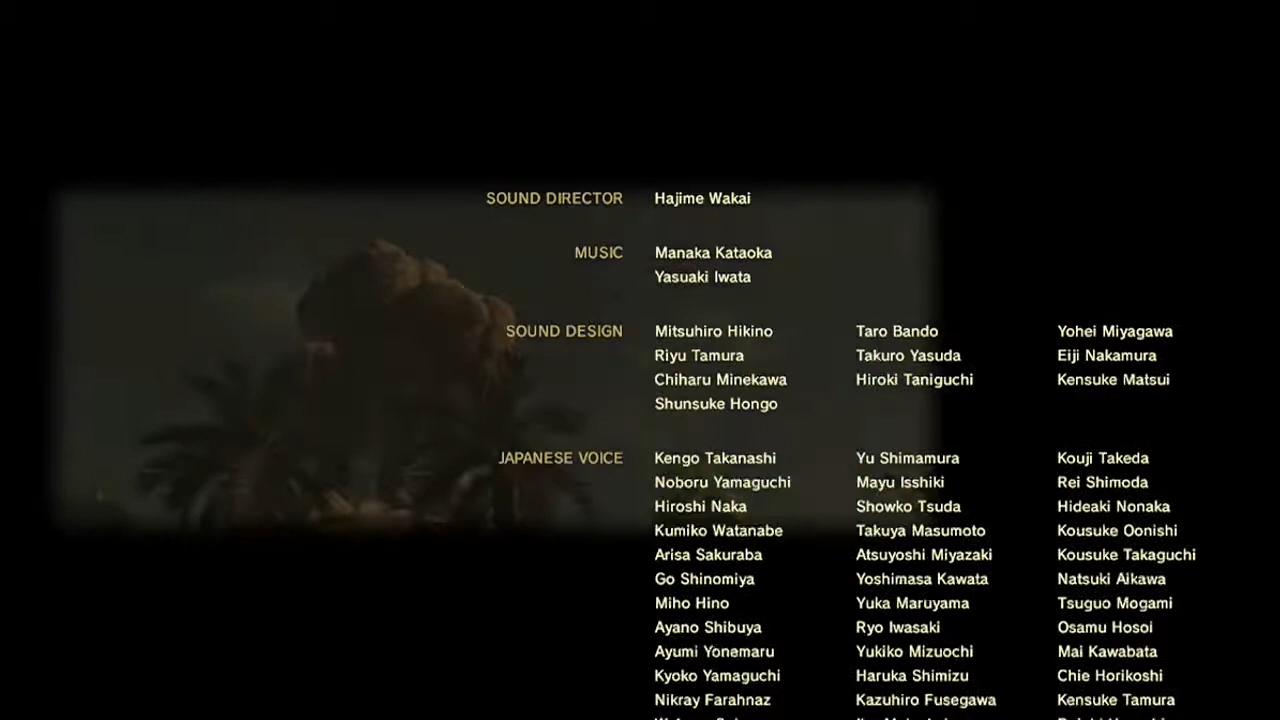 SOUND DIRECTOR Hajime Wakai
MUSIC Manaka Kataoka
Yasuaki Iwata
SOUND DESIGN Mitsuhiro Hikino Taro Bando Yohei Miyagawa
Riyu Tamura Takuro Yasuda Eiji Nakamura
Chiharu Minekawa Hiroki Taniguchi Kensuke Matsui
Shunsuke Hongo
JAPANESE VOICE Kengo Takanashi Yu Shimamura Kouji Takeda
Noboru Yamaguchi Mayu Isshiki Rei Shimoda
Hiroshi Naka Showko Tsuda Hideaki Nonaka
Kumiko Watanabe Takuya Masumoto Kousuke Oonishi
Arisa Sakuraba Atsuyoshi Miyazaki Kousuke Takaguchi
Go Shinomiya Yoshimasa Kawata Natsuki Aikawa
Miho Hino Yuka Maruyama Tsuguo Mogami
Ayano Shibuya Ryo Iwasaki Osamu Hosoi
Ayumi Yonemaru Yukiko Mizuochi Mai Kawabata
Kyoko Yamaguchi Haruka Shimizu Chie Horikoshi
Nikray Farahnaz Kazuhiro Fusegawa Kensuke Tamura